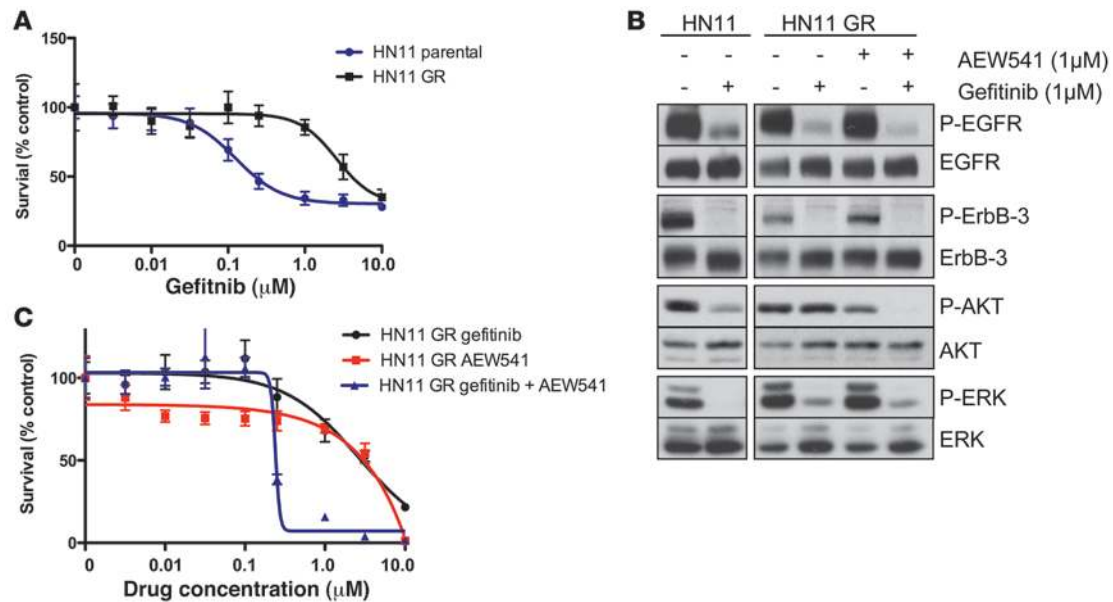 A
150
100
50
0
Survival (% control)
HN11 parental
HN11 GR
0 0.01 0.1 1.0 10.0
Gefitnib (μM)
B
HN11 HN11 GR
- - - - + + AEW541 (1μM)
- + - + - + Gefitinib (1μM)
P-EGFR
EGFR
P-ErbB-3
ErbB-3
P-AKT
AKT
P-ERK
ERK
C
100
50
0
Survival (% control)
HN11 GR gefitinib
HN11 GR AEW541
HN11 GR gefitinib + AEW541
0 0.01 0.1 1.0 10.0
Drug concentration (μM)